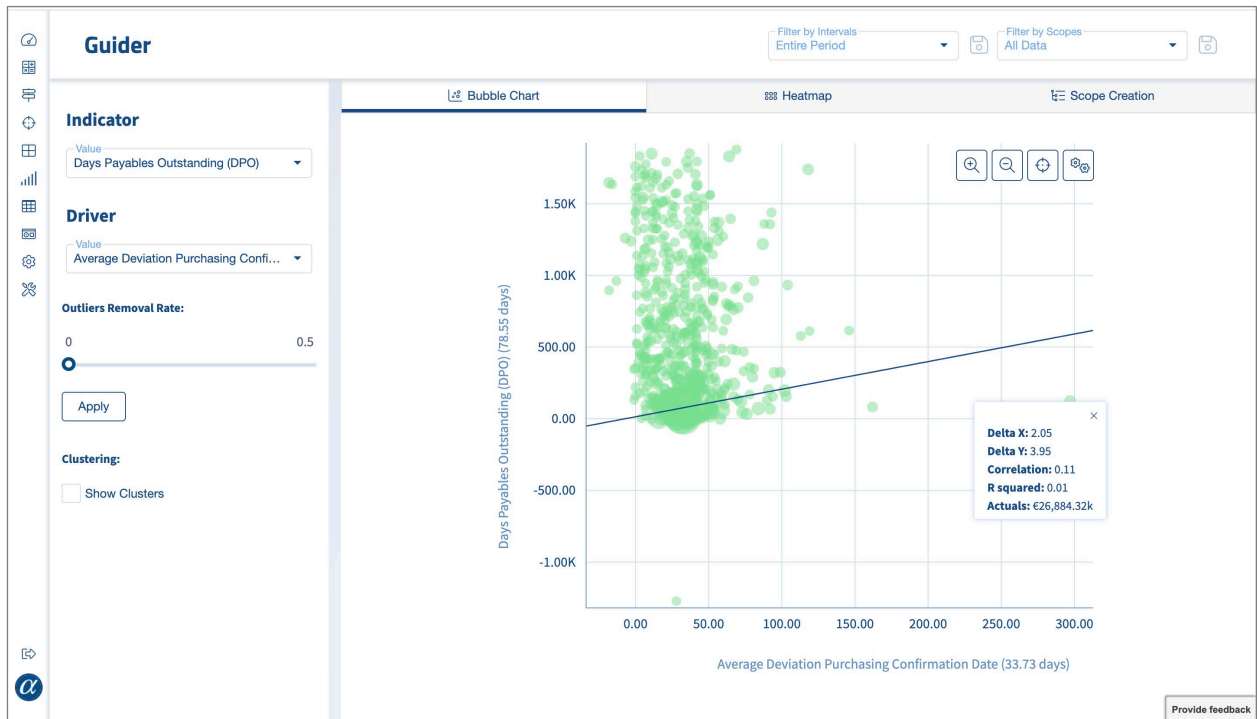 Guider
Filter by Intervals
Entire Period
Filter by Scopes
All Data
Indicator
Value
Days Payables Outstanding (DPO)
Driver
Value
Average Deviation Purchasing Confi...
Outliers Removal Rate:
0 0.5
Apply
Clustering:
Show Clusters
Bubble Chart
Heatmap
Scope Creation
Days Payables Outstanding (DPO) (78.55 days)
1.50K
1.00K
500.00
0.00
-500.00
-1.00K
Delta X: 2.05
Delta Y: 3.95
Correlation: 0.11
R squared: 0.01
Actuals: €26,884.32k
0.00 50.00 100.00 150.00 200.00 250.00 300.00
Average Deviation Purchasing Confirmation Date (33.73 days)
α
Provide feedback